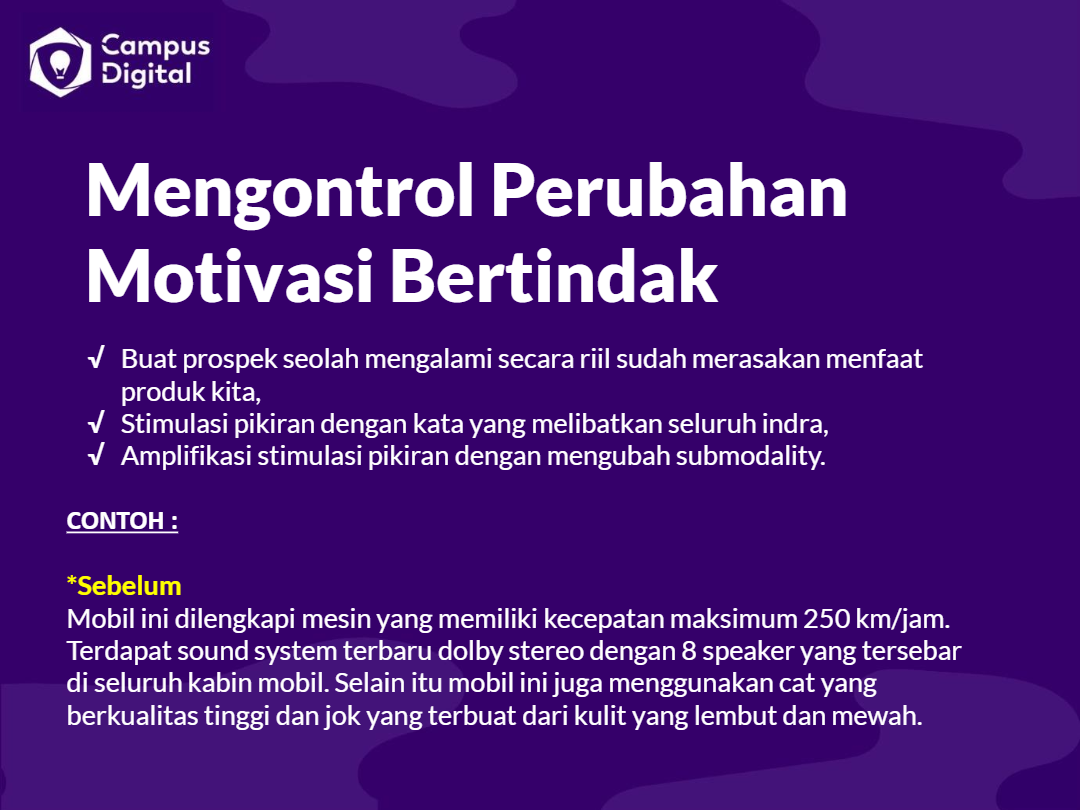 Campus
Digital
Mengontrol Perubahan
Motivasi Bertindak
√ Buat prospek seolah mengalami secara riil sudah merasakan menfaat
produk kita,
√ Stimulasi pikiran dengan kata yang melibatkan seluruh indra,
√ Amplifikasi stimulasi pikiran dengan mengubah submodality.
CONTOH :
*Sebelum
Mobil ini dilengkapi mesin yang memiliki kecepatan maksimum 250 km/jam.
Terdapat sound system terbaru dolby stereo dengan 8 speaker yang tersebar
di seluruh kabin mobil. Selain itu mobil ini juga menggunakan cat yang
berkualitas tinggi dan jok yang terbuat dari kulit yang lembut dan mewah.